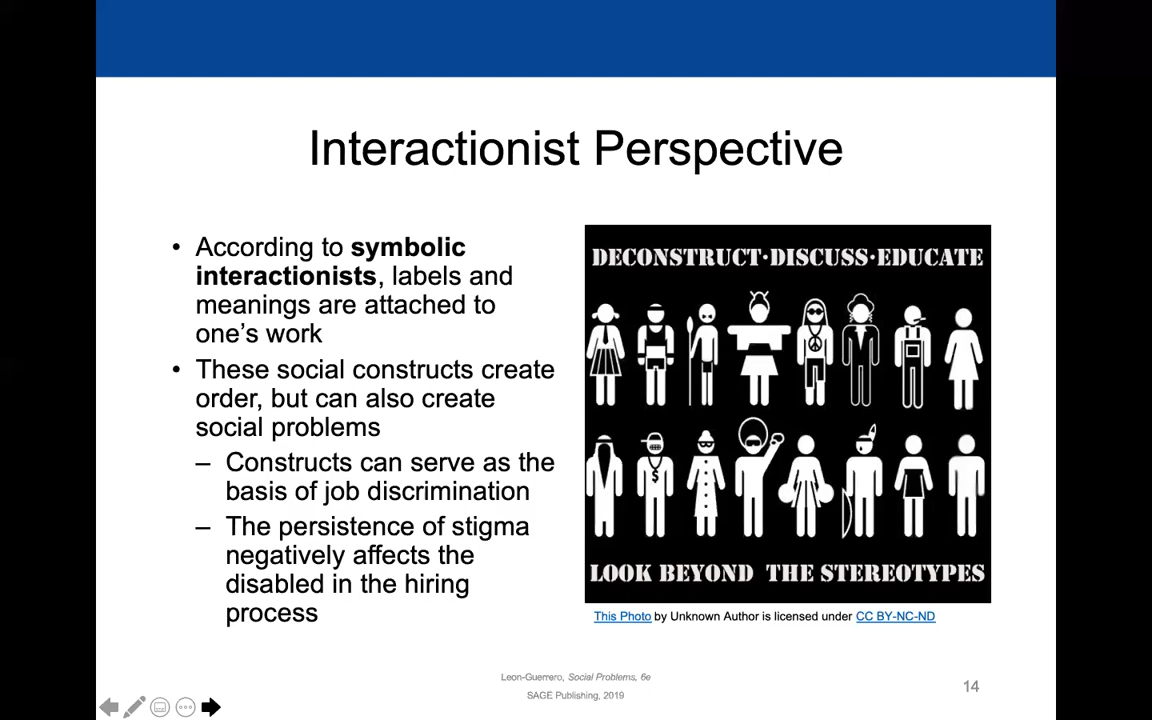 Interactionist Perspective
• According to symbolic
interactionists, labels and
meanings are attached to
one’s work
• These social constructs create
order, but can also create
social problems
– Constructs can serve as the
basis of job discrimination
– The persistence of stigma
negatively affects the
disabled in the hiring
process
DECONSTRUCT·DISCUSS·EDUCATE
$
LOOK BEYOND THE STEREOTYPES
This Photo by Unknown Author is licensed under CC BY-NC-ND
Leon-Guerrero, Social Problems, 6e
SAGE Publishing, 2019
14